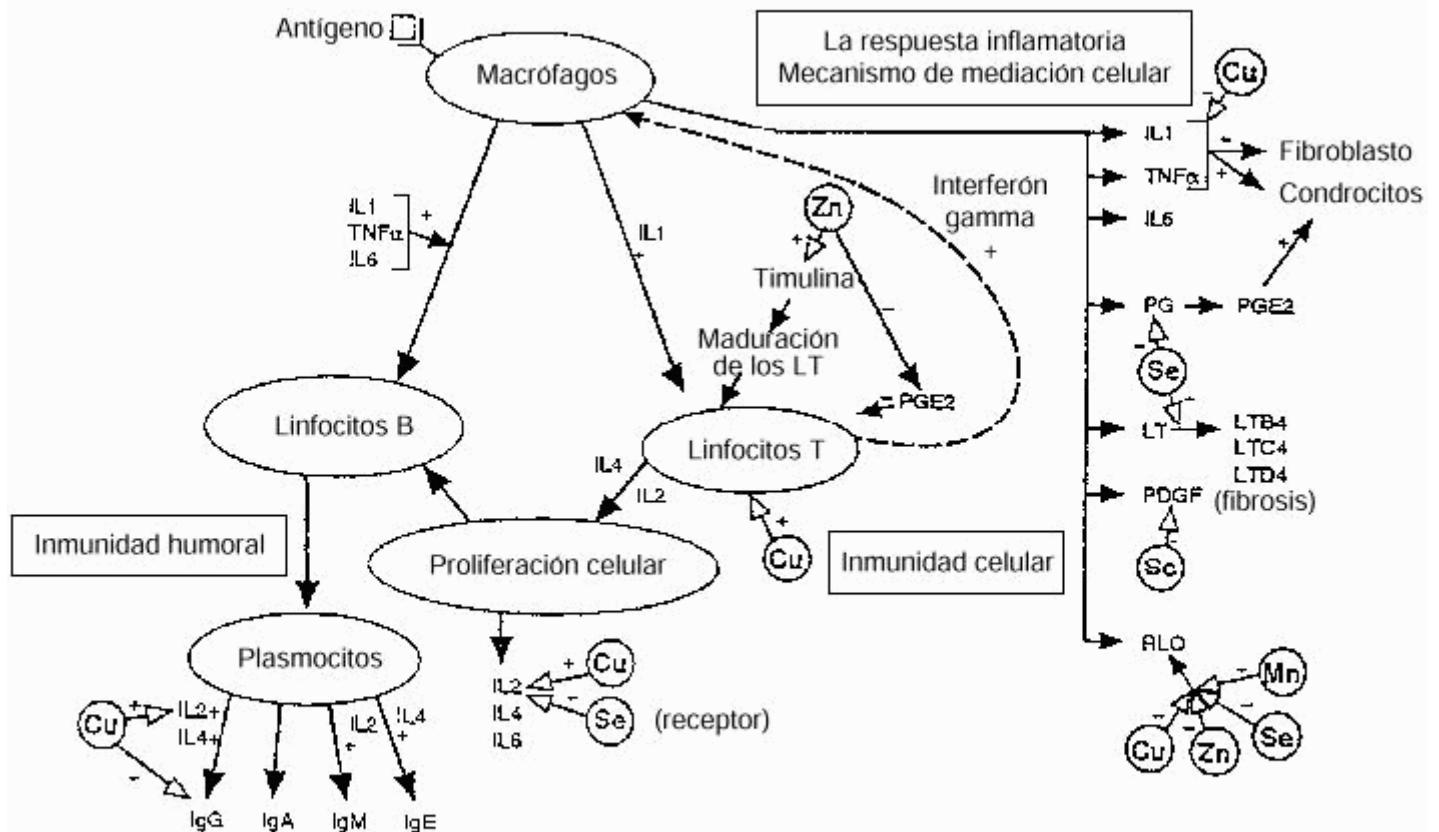 Antígeno
Macrófagos
La respuesta inflamatoria
Mecanismo de mediación celular
Cu
-
IL1
TNFα
IL6
-
+
Fibroblasto
Condrocitos
Interferón
gamma
+
IL1
TNFα
IL6
+
IL1
+
Zn
+
Timulina
-
Maduración
de los LT
- PGE2
PG
PGE2
+
-
Se
-
LT
LTB4
LTC4
LTD4
PDGF
(fibrosis)
Linfocitos B
Linfocitos T
IL4
IL2
+
Cu
Inmunidad humoral
Proliferación celular
Inmunidad celular
Plasmocitos
IL2
IL4
IL6
+
Cu
-
Se
(receptor)
Cu
+
IL2+
IL4+
-
IL2
+
IL4
+
IgG
IgA
IgM
IgE
-
Mn
-
Cu
-
Zn
-
Se